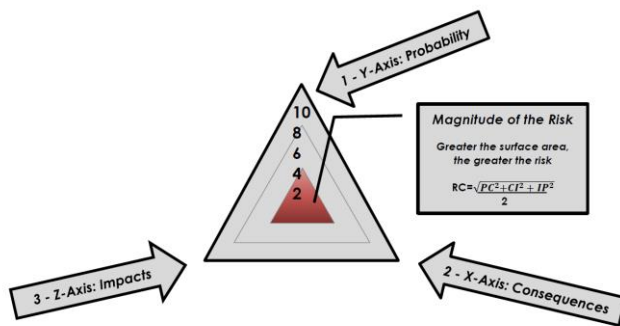 1 - Y-Axis: Probability
10
8
6
4
2
Magnitude of the Risk
Greater the surface area,
the greater the risk
RC=√PC²+CI² + IP²
2
3 - Z-Axis: Impacts
2 - X-Axis: Consequences